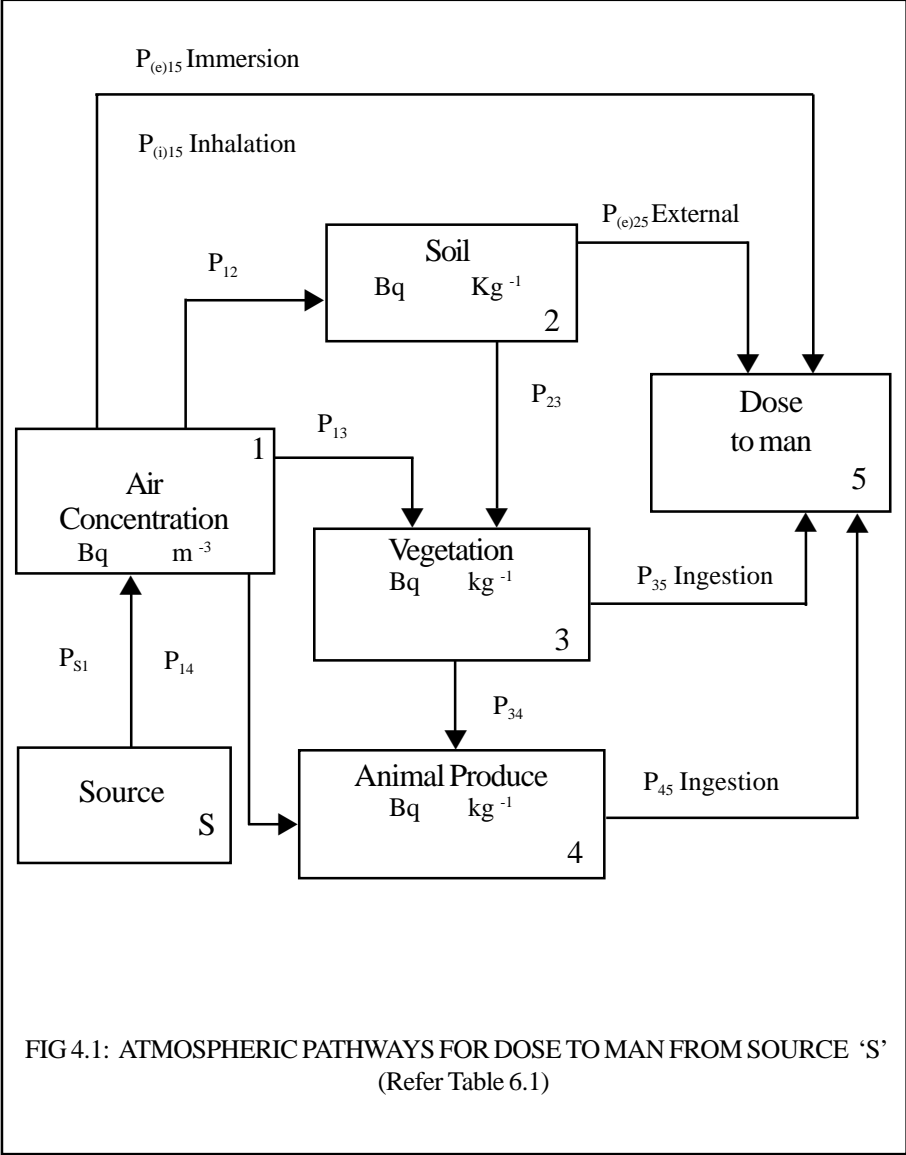 P(e)15 Immersion
P(i)15 Inhalation
P(e)25 External
Soil
Bq Kg -1
2
P12
P23
Dose
to man
5
P13
1
Air
Concentration
Bq m -3
Vegetation
Bq kg -1
3
P35 Ingestion
PS1
P14
P34
Source
S
Animal Produce
Bq kg -1
4
P45 Ingestion
FIG 4.1: ATMOSPHERIC PATHWAYS FOR DOSE TO MAN FROM SOURCE ‘S’
(Refer Table 6.1)